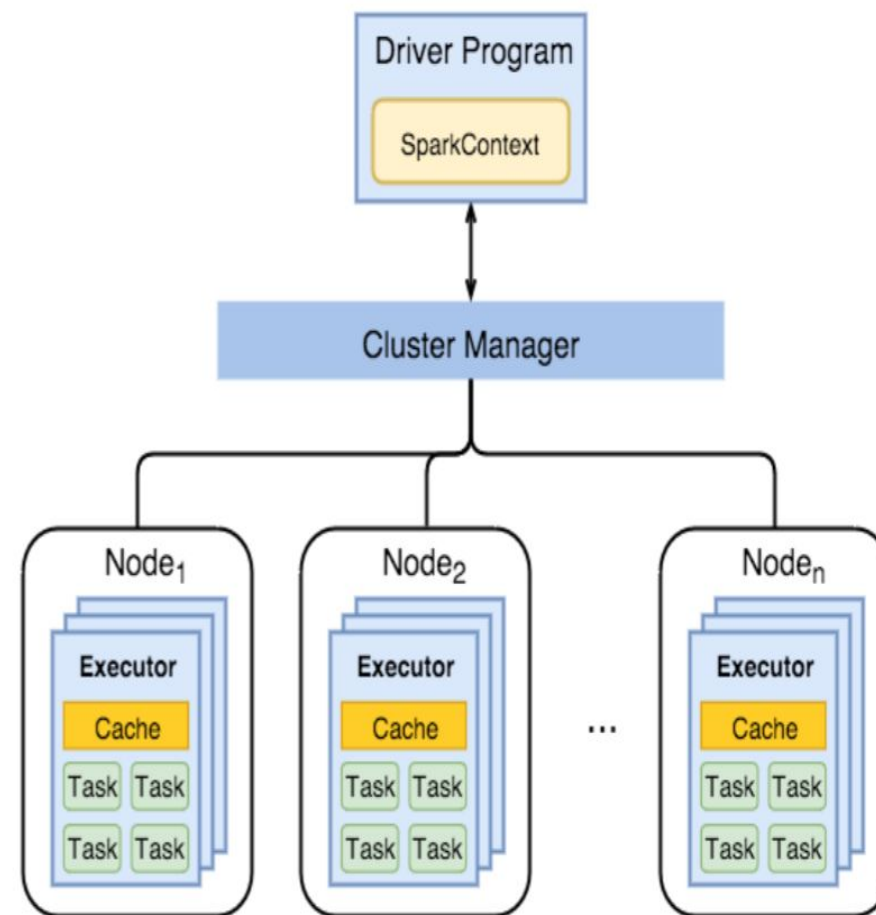 Driver Program
SparkContext
Cluster Manager
Node₁ Node₂ Nodeₙ
Executor Executor Executor
Cache Cache ... Cache
Task Task Task Task Task Task
Task Task Task Task Task Task